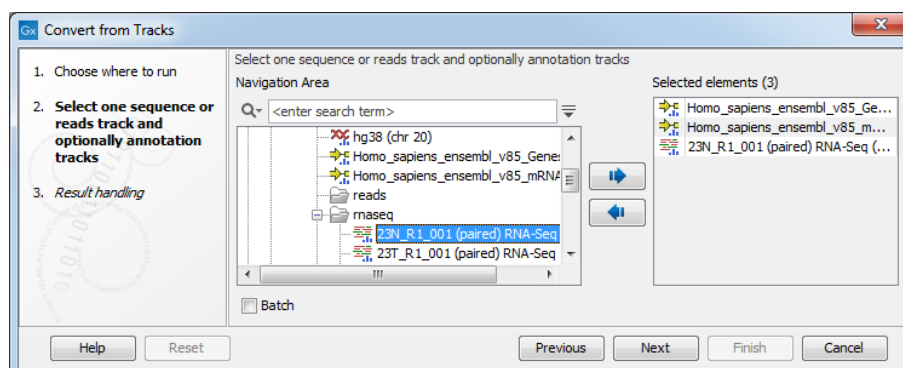 Gx Convert from Tracks
1. Choose where to run
2. Select one sequence or
reads track and
optionally annotation
tracks
3. Result handling
Select one sequence or reads track and optionally annotation tracks
Navigation Area
<enter search term>
hg38 (chr 20)
Homo_sapiens_ensembl_v85_Genes
Homo_sapiens_ensembl_v85_mRNA
reads
rnaseq
23N_R1_001 (paired) RNA-Seq
23T_R1_001 (paired) RNA-Seq
Batch
Selected elements (3)
Homo_sapiens_ensembl_v85_Ge...
Homo_sapiens_ensembl_v85_m...
23N_R1_001 (paired) RNA-Seq (...
Help
Reset
Previous
Next
Finish
Cancel